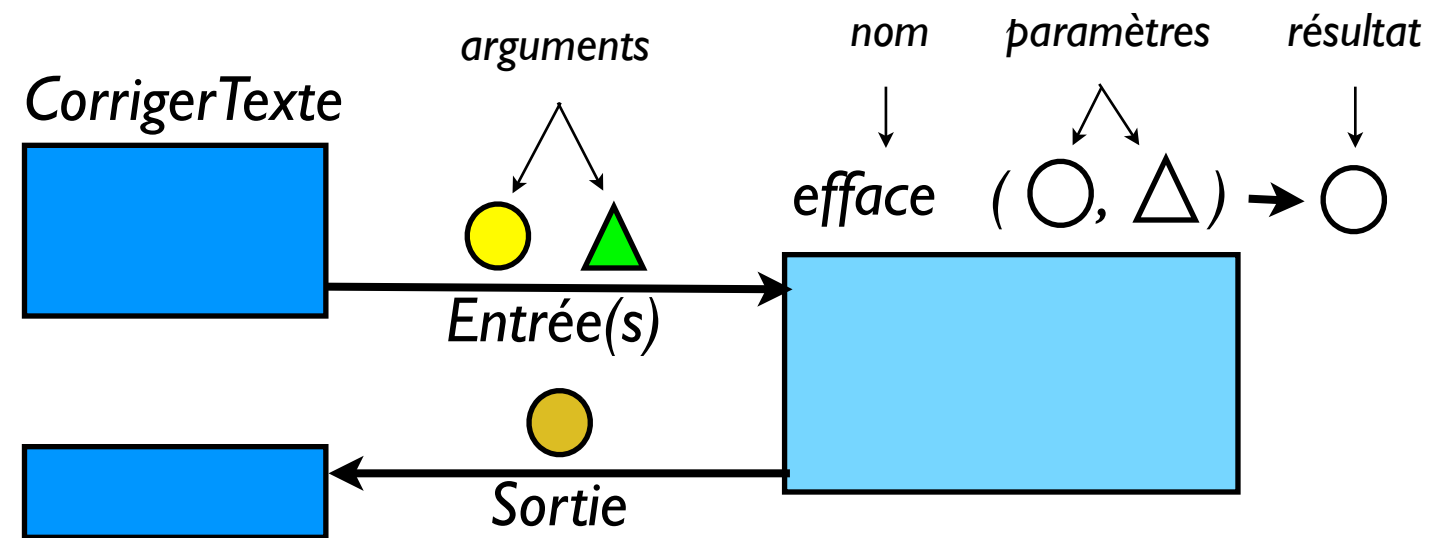 arguments
nom
paramètres
résultat
CorrigerTexte
efface ( , )
Entrée(s)
Sortie